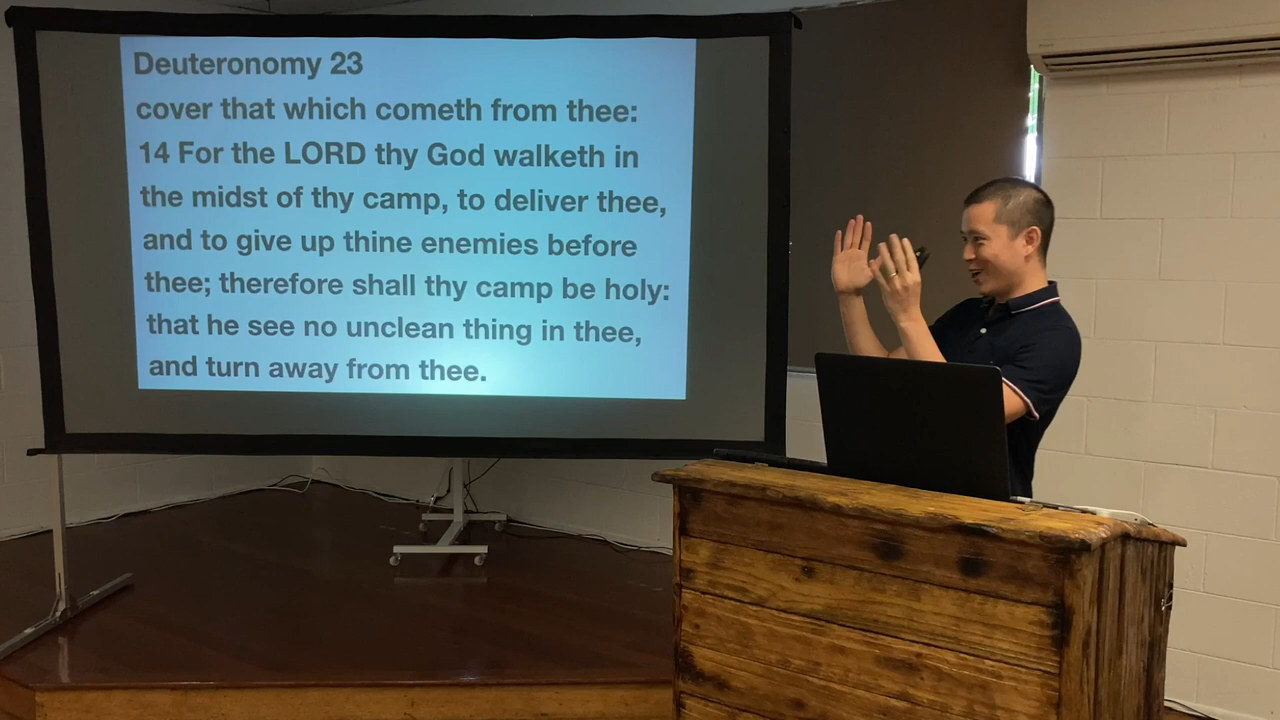 Deuteronomy 23
cover that which cometh from thee:
14 For the LORD thy God walketh in
the midst of thy camp, to deliver thee,
and to give up thine enemies before
thee; therefore shall thy camp be holy:
that he see no unclean thing in thee,
and turn away from thee.